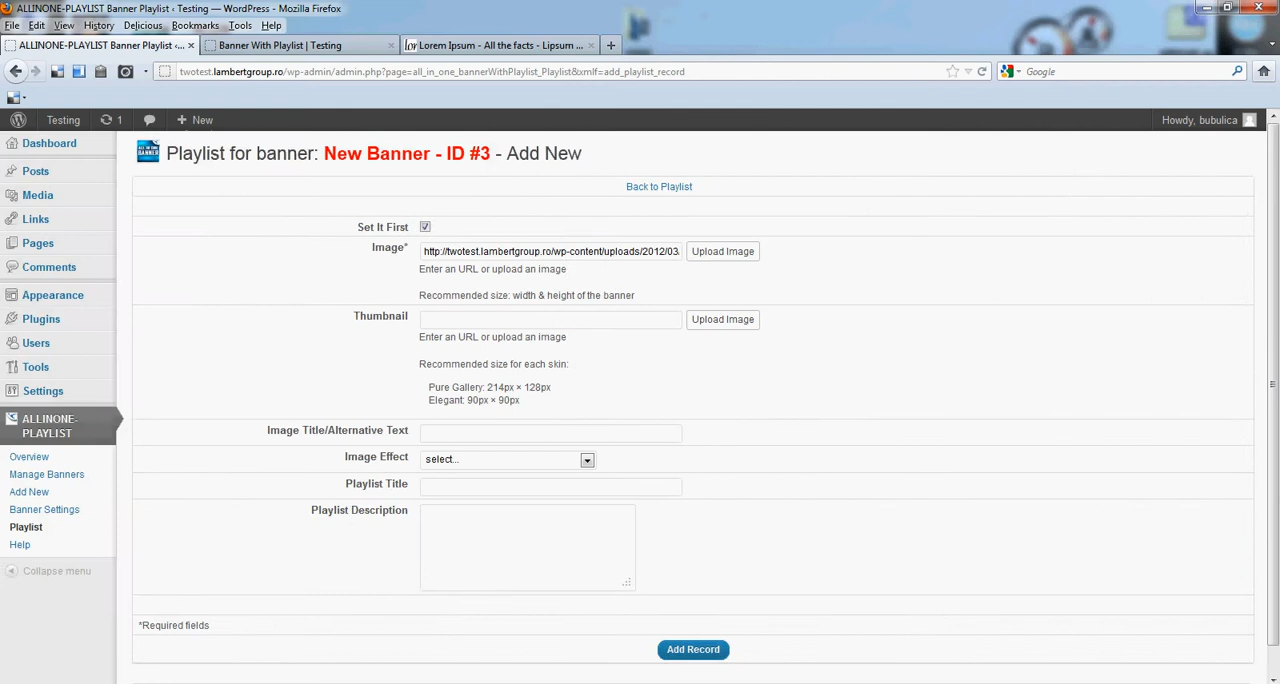 ALLINONE-PLAYLIST Banner Playlist ‹ Testing — WordPress - Mozilla Firefox
File Edit View History Delicious Bookmarks Tools Help
ALLINONE-PLAYLIST Banner Playlist ‹... × Banner With Playlist | Testing × Lorem Ipsum - All the facts - Lipsum ... × +
twotest.lambertgroup.ro/wp-admin/admin.php?page=all_in_one_bannerWithPlaylist_Playlist&xmlf=add_playlist_record Google
Testing 1 New Howdy, bubulica
Dashboard
Posts
Media
Links
Pages
Comments
Appearance
Plugins
Users
Tools
Settings
ALLINONE-
PLAYLIST
Overview
Manage Banners
Add New
Banner Settings
Playlist
Help
Collapse menu
Playlist for banner: New Banner - ID #3 - Add New
Back to Playlist
Set It First
Image* http://twotest.lambertgroup.ro/wp-content/uploads/2012/03. Upload Image
Enter an URL or upload an image
Recommended size: width & height of the banner
Thumbnail Upload Image
Enter an URL or upload an image
Recommended size for each skin:
Pure Gallery: 214px × 128px
Elegant: 90px × 90px
Image Title/Alternative Text
Image Effect select...
Playlist Title
Playlist Description
*Required fields
Add Record